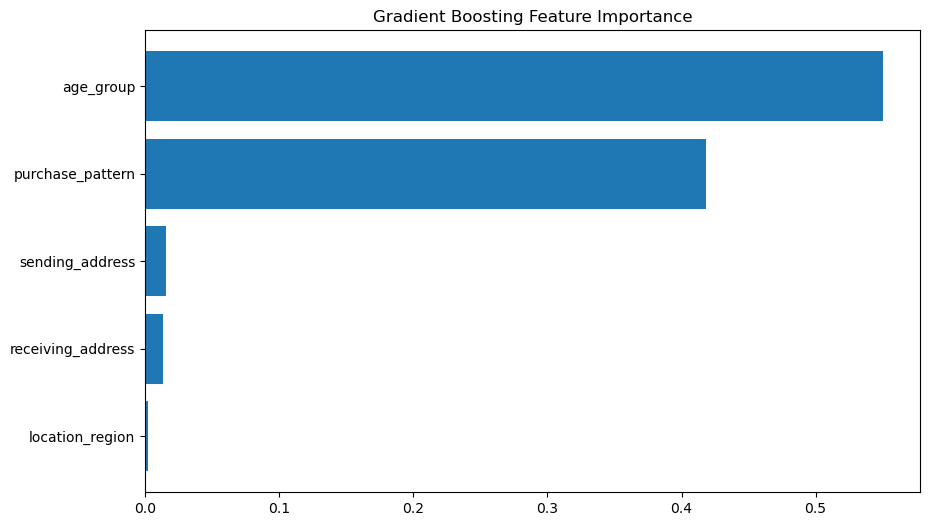 Gradient Boosting Feature Importance
age_group
purchase_pattern
sending_address
receiving_address
location_region
0.0 0.1 0.2 0.3 0.4 0.5